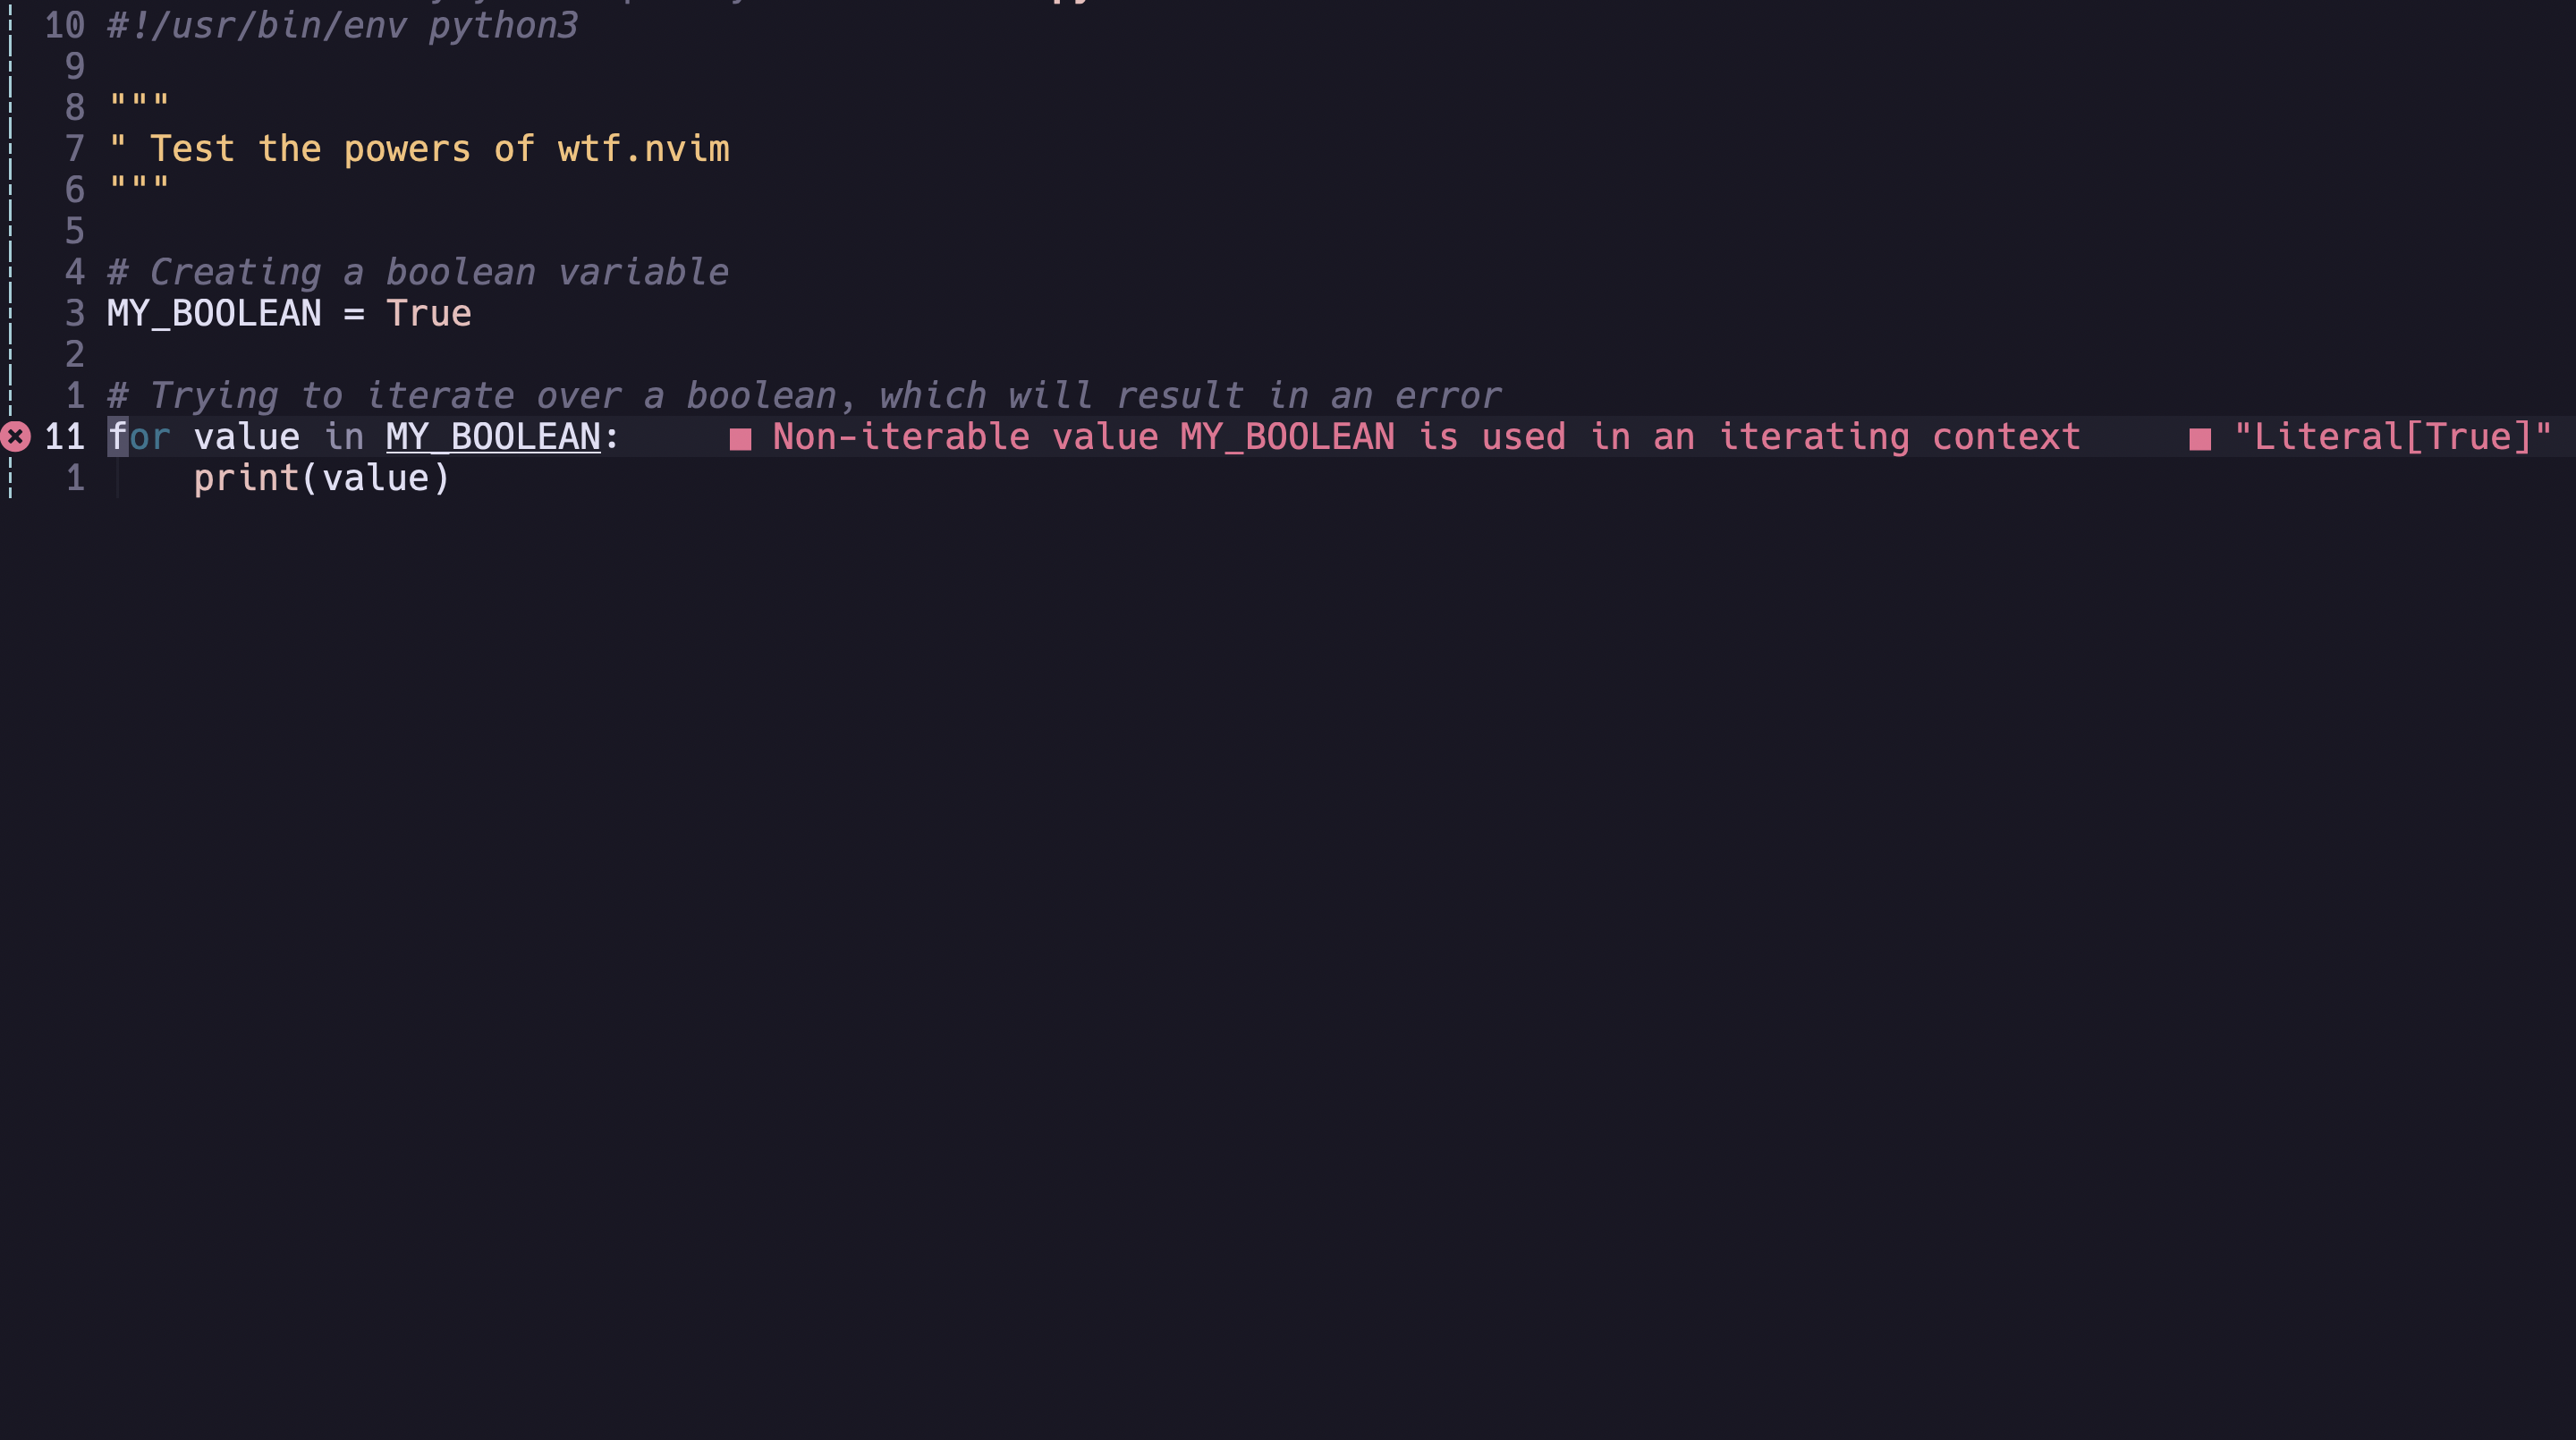 10 #!/usr/bin/env python3
9
8 """
7 " Test the powers of wtf.nvim
6 """
5
4 # Creating a boolean variable
3 MY_BOOLEAN = True
2
1 # Trying to iterate over a boolean, which will result in an error
11 for value in MY_BOOLEAN: ■ Non-iterable value MY_BOOLEAN is used in an iterating context ■ "Literal[True]"
1 print(value)